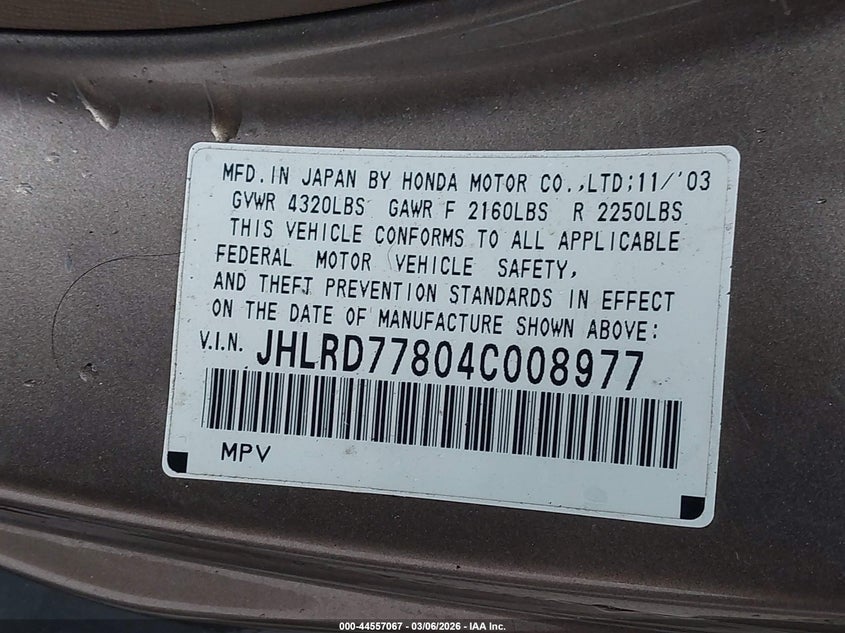 MFD.IN JAPAN BY HONDA MOTOR CO.,LTD;11/'03
GVWR 4320LBS GAWR F 2160LBS R 2250LBS
THIS VEHICLE CONFORMS TO ALL APPLICABLE
FEDERAL MOTOR VEHICLE SAFETY,
AND THEFT PREVENTION STANDARDS IN EFFECT
ON THE DATE OF MANUFACTURE SHOWN ABOVE:
V.I.N. JHLRD77804C008977
MPV
000-44557067 - 03/06/2026 - IAA Inc.